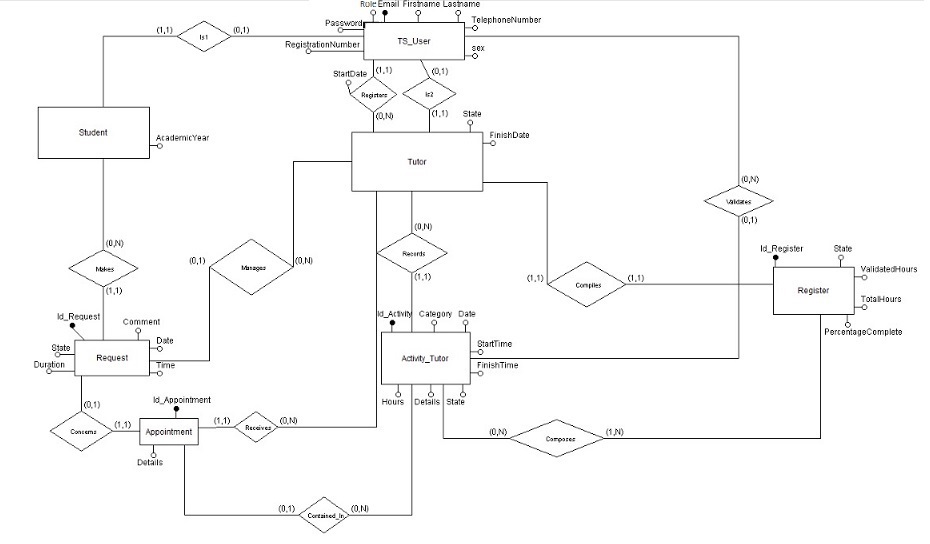 Role Email Firstname Lastname
Password TelephoneNumber
(1,1) Is1 (0,1) TS_User
RegistrationNumber sex
StartDate (1,1) (0,1)
Registers Is2
(0,N) (1,1) State
Student FinishDate
AcademicYear
Tutor
(0,N)
Validates
(0,1)
(0,N) (0,N)
Makes (0,1) Manages (0,N) Records
(1,1) (1,1)
(1,1) Compiles (1,1)
Id_Register State
ValidatedHours
Register
TotalHours
PercentageComplete
Id_Request Comment
State Date
Request
Duration Time
Id_Activity Category Date
StartTime
Activity_Tutor
FinishTime
Hours Details State
(0,1)
Concerns (1,1)
Id_Appointment
Appointment
Details
(1,1) Receives (0,N)
(0,N) Composes (1,N)
(0,1) Contained_In (0,N)